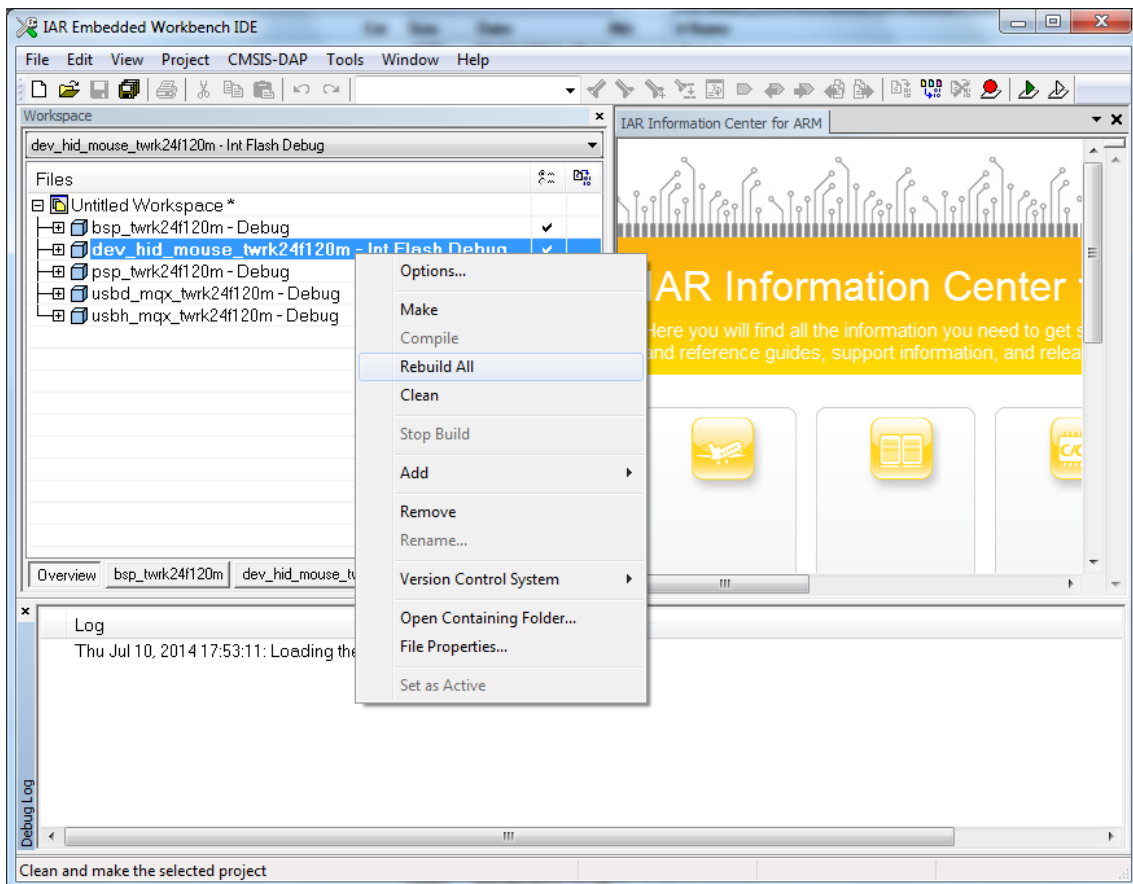 IAR Embedded Workbench IDE
File Edit View Project CMSIS-DAP Tools Window Help
Workspace
IAR Information Center for ARM
dev_hid_mouse_twrk24f120m - Int Flash Debug
Files
Untitled Workspace *
bsp_twrk24f120m - Debug
dev_hid_mouse_twrk24f120m - Int Flash Debug
psp_twrk24f120m - Debug
usbd_mqx_twrk24f120m - Debug
usbh_mqx_twrk24f120m - Debug
Options...
Make
Compile
Rebuild All
Clean
Stop Build
Add
Remove
Rename...
Version Control System
Open Containing Folder...
File Properties...
Set as Active
AR Information Center
Here you will find all the information you need to get
and reference guides, support information, and relea
C/C
Overview bsp_twrk24f120m dev_hid_mouse_tw
Log
Thu Jul 10, 2014 17:53:11: Loading the
Debug Log
Clean and make the selected project